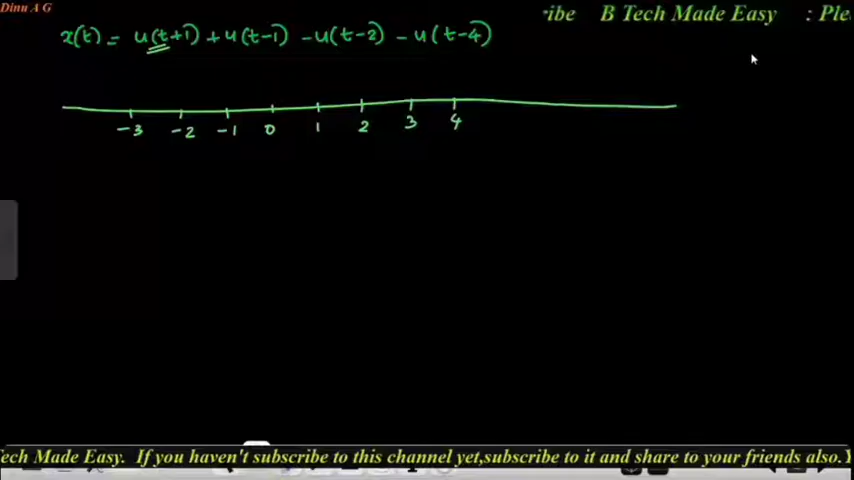 Dinu A G
ibe B Tech Made Easy : Ple
x(t) = u(t+1) + u(t-1) - u(t-2) - u(t-4)
-3 -2 -1 0 1 2 3 4
ech Made Easy. If you haven't subscribe to this channel yet,subscribe to it and share to your friends also.Y